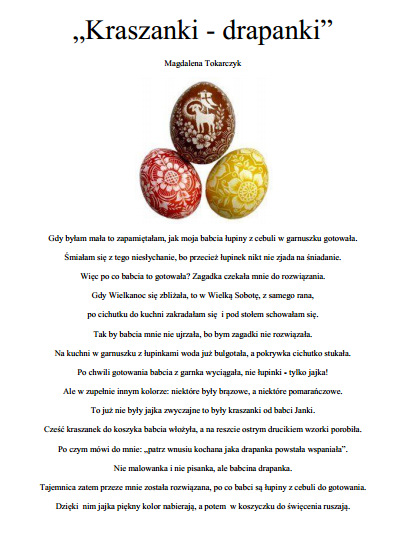 „Kraszanki - drapanki”
Magdalena Tokarczyk
Gdy byłam mała to zapamiętałam, jak moja babcia łupiny z cebuli w garnuszku gotowała.
Śmiałam się z tego niesłychanie, bo przecież łupinek nikt nie zjada na śniadanie.
Więc po co babcia to gotowała? Zagadka czekała mnie do rozwiązania.
Gdy Wielkanoc się zbliżała, to w Wielką Sobotę, z samego rana,
po cichutku do kuchni zakradałam się i pod stołem schowałam się.
Tak by babcia mnie nie ujrzała, bo bym zagadki nie rozwiązała.
Na kuchni w garnuszku z łupinkami woda już bulgotała, a pokrywka cichutko stukała.
Po chwili gotowania babcia z garnka wyciągała, nie łupinki - tylko jajka!
Ale w zupełnie innym kolorze: niektóre były brązowe, a niektóre pomarańczowe.
To już nie były jajka zwyczajne to były kraszanki od babci Janki.
Cześć kraszanek do koszyka babcia włożyła, a na reszcie ostrym drucikiem wzorki porobiła.
Po czym mówi do mnie: „patrz wnusiu kochana jaka drapanka powstała wspaniała”.
Nie malowanka i nie pisanka, ale babcina drapanka.
Tajemnica zatem przeze mnie została rozwiązana, po co babci są łupiny z cebuli do gotowania.
Dzięki nim jajka piękny kolor nabierają, a potem w koszyczku do święcenia ruszają.